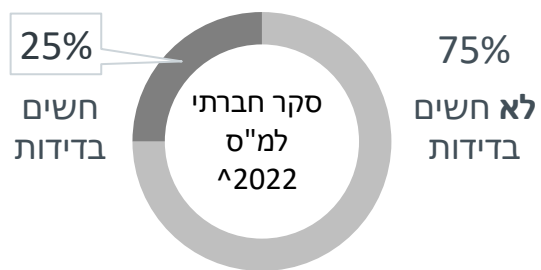 75%
לא חשים
בדידות
סקר חברתי
למ"ס
2022^
25%
חשים
בדידות